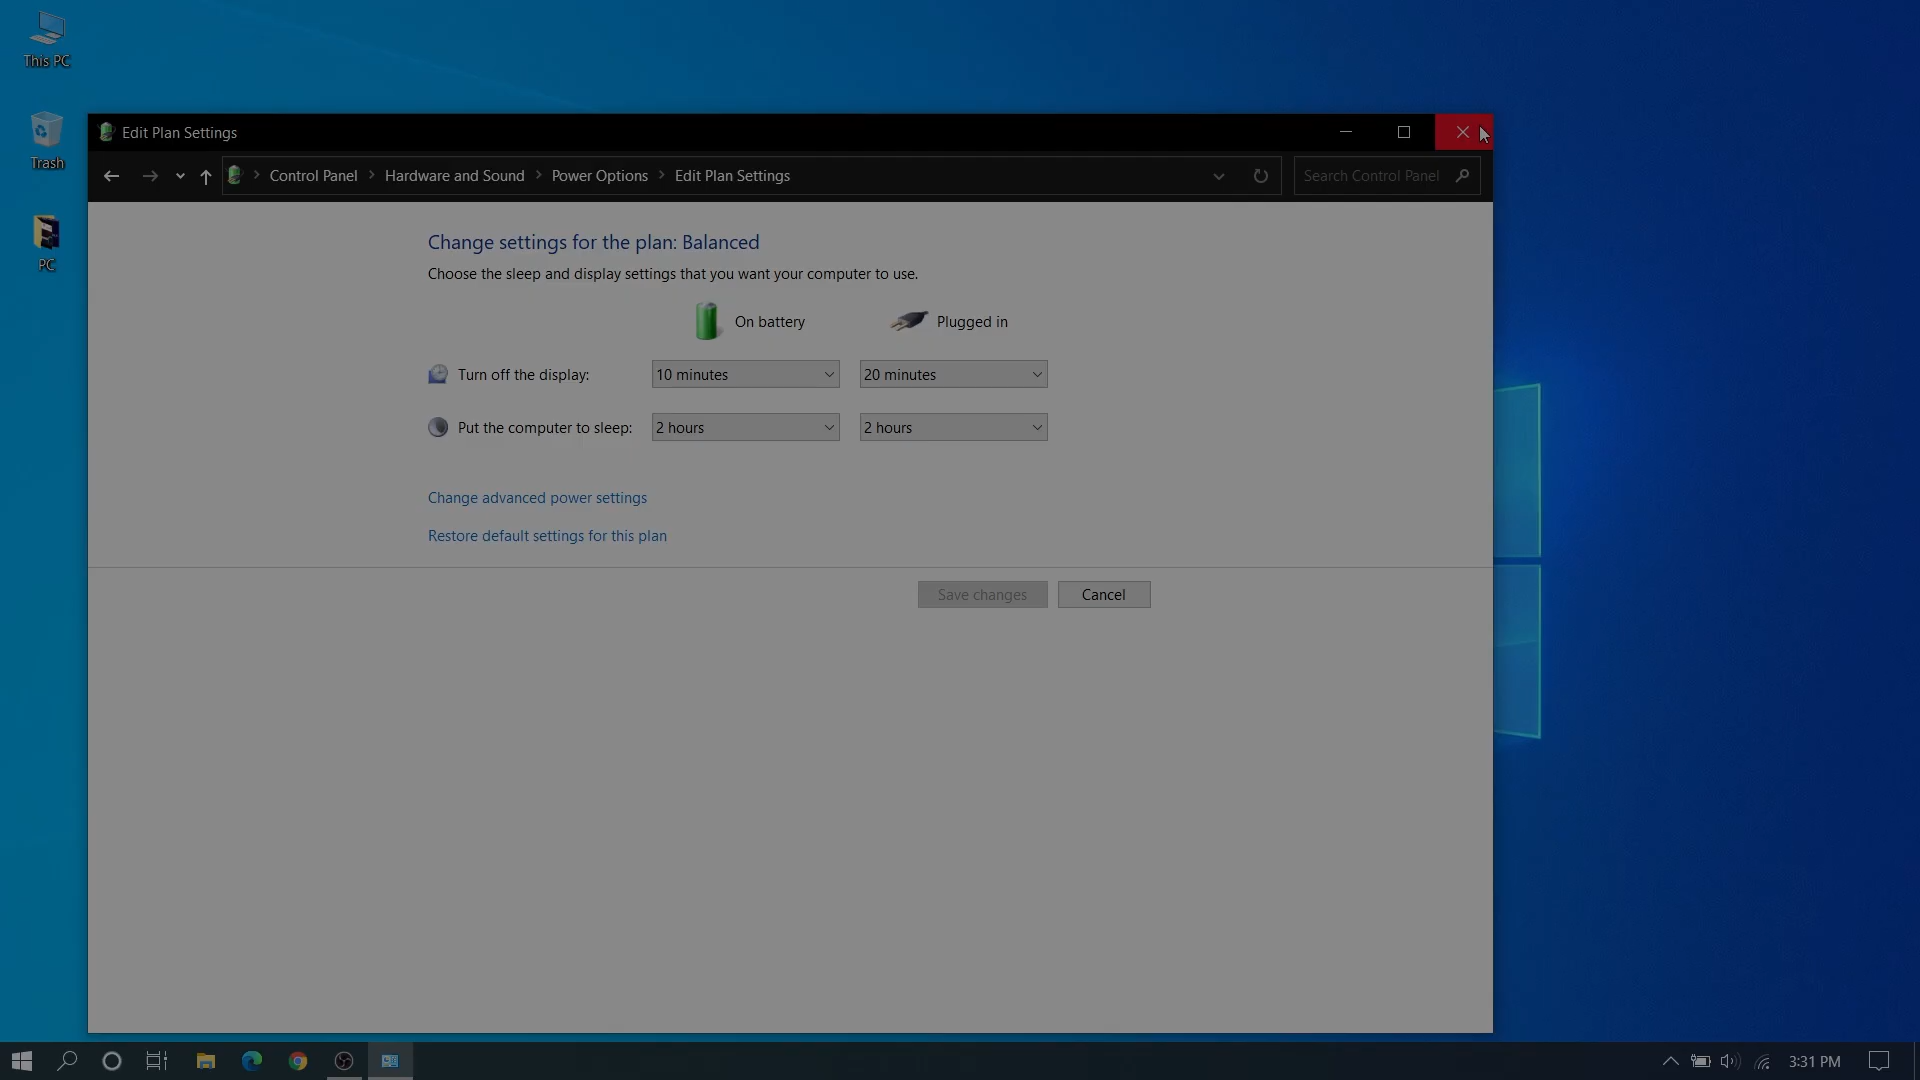 This PC
Trash
PC
Edit Plan Settings
Control Panel > Hardware and Sound > Power Options > Edit Plan Settings
Search Control Panel
Change settings for the plan: Balanced
Choose the sleep and display settings that you want your computer to use.
On battery Plugged in
Turn off the display: 10 minutes 20 minutes
Put the computer to sleep: 2 hours 2 hours
Change advanced power settings
Restore default settings for this plan
Save changes Cancel
3:31 PM